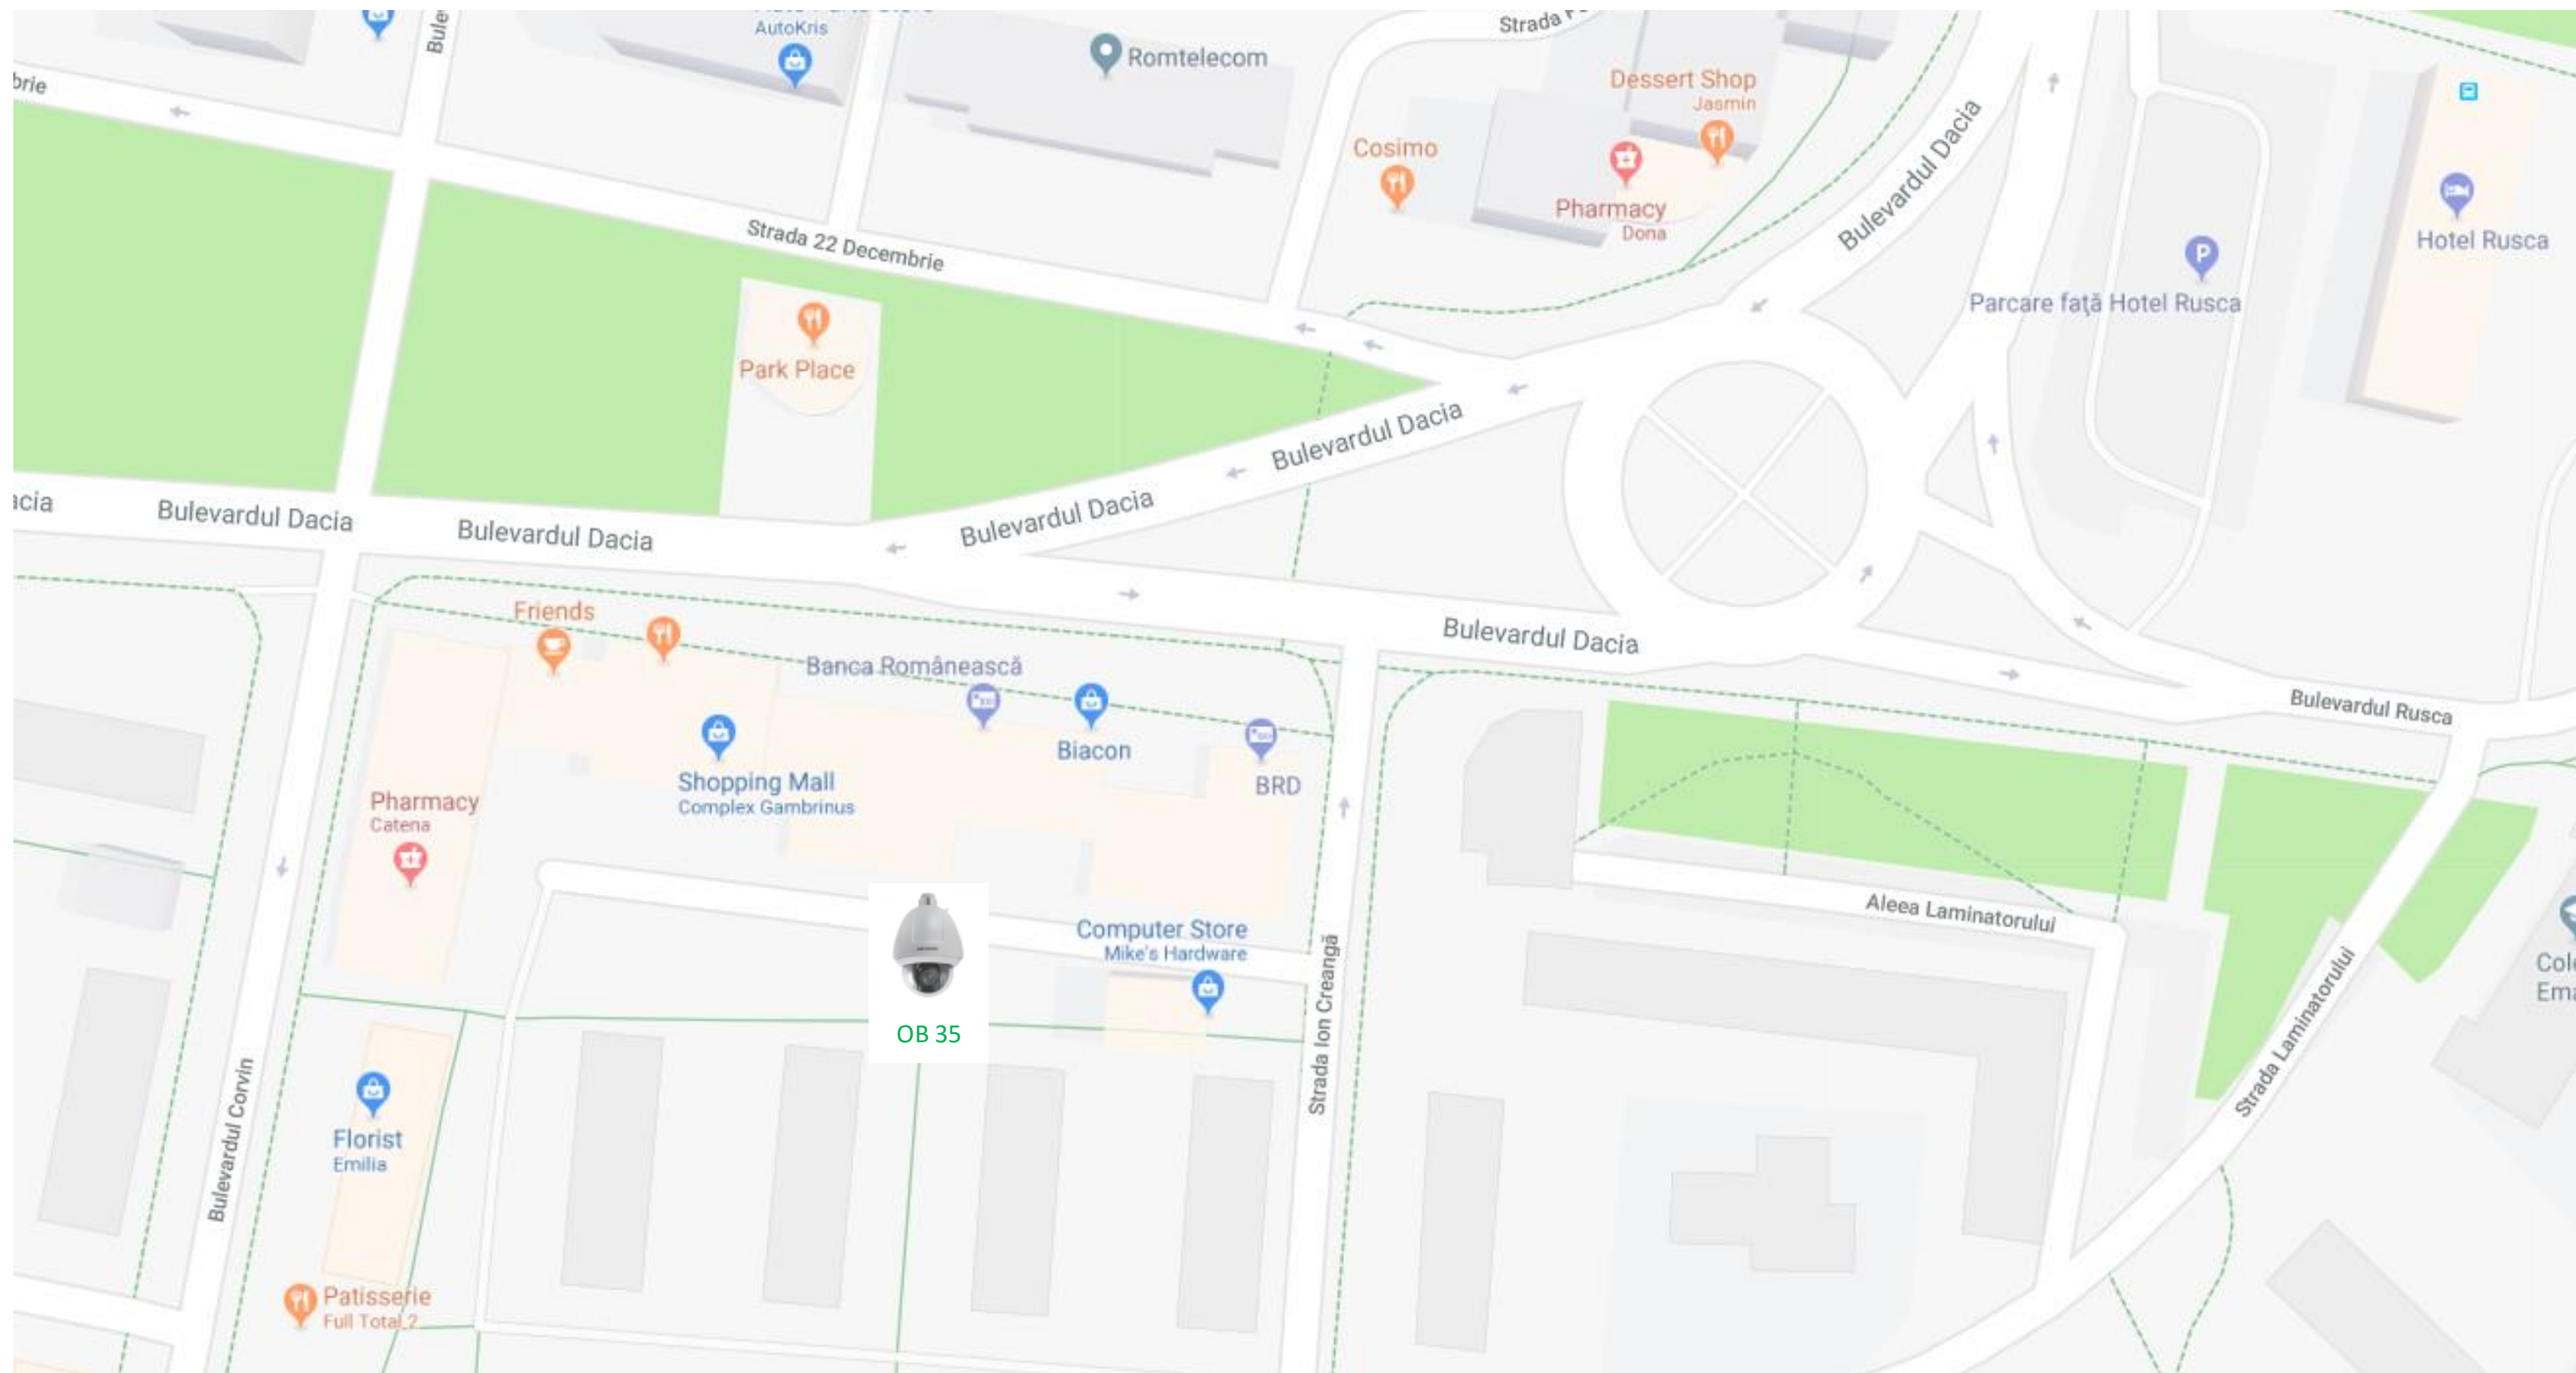 AutoKris
Romtelecom
Dessert Shop
Jasmin
Cosimo
Pharmacy
Dona
Bulevardul Dacia
Hotel Rusca
Parcare față Hotel Rusca
P
Strada 22 Decembrie
Park Place
Bulevardul Dacia
Bulevardul Dacia
Bulevardul Dacia
Bulevardul Dacia
Bulevardul Dacia
Bulevardul Rusca
Friends
Banca Românească
Biacon
BRD
Shopping Mall
Complex Gambrinus
Pharmacy
Catena
Aleea Laminatorului
Computer Store
Mike's Hardware
Strada Ion Creangă
Strada Laminatorului
OB 35
Bulevardul Corvin
Florist
Emilia
Patisserie
Full Total 2
Strada